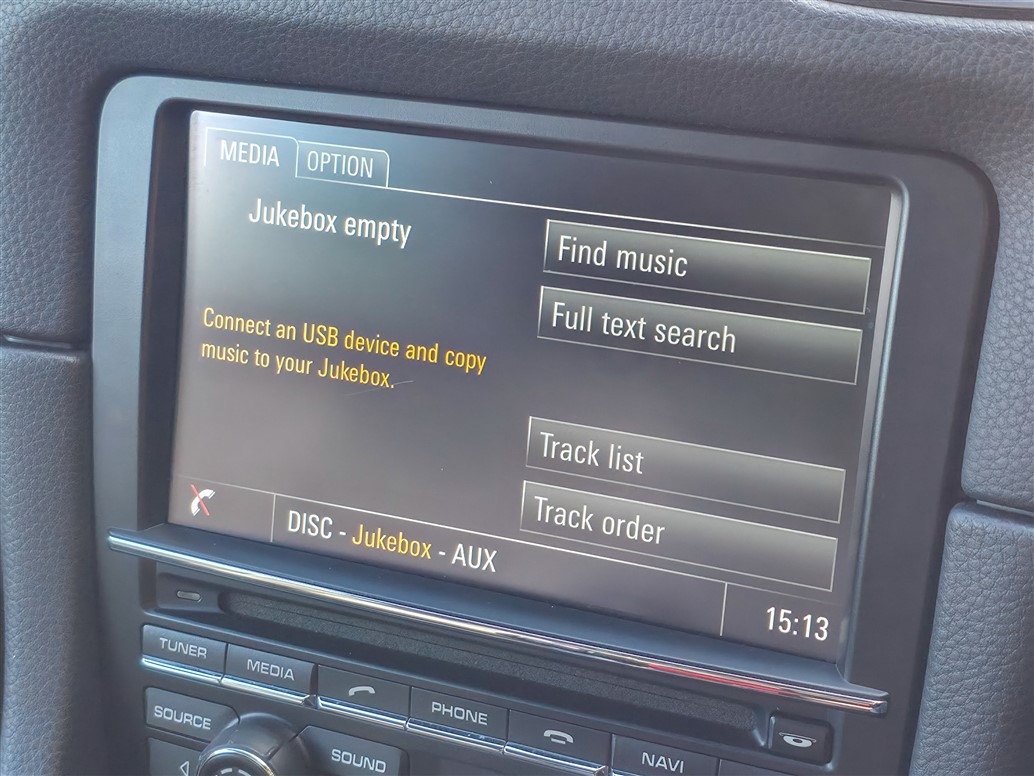 MEDIA
OPTION
Jukebox empty
Find music
Full text search
Connect an USB device and copy
music to your Jukebox.
Track list
Track order
DISC - Jukebox - AUX
15:13
TUNER
MEDIA
PHONE
NAVI
SOURCE
SOUND